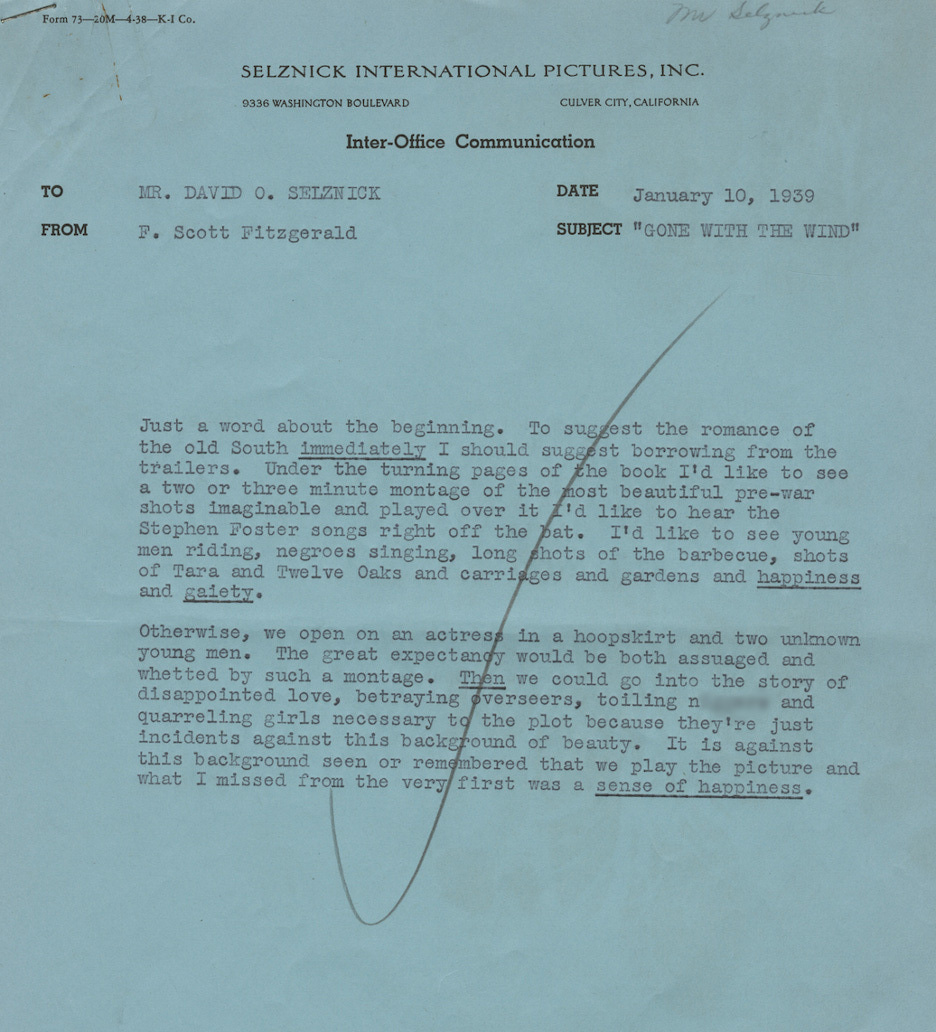 Form 73—20M—4-38—K-I Co.
Mr Selznick
SELZNICK INTERNATIONAL PICTURES, INC.
9336 WASHINGTON BOULEVARD CULVER CITY, CALIFORNIA
Inter-Office Communication
TO MR. DAVID O. SELZNICK DATE January 10, 1939
FROM F. Scott Fitzgerald SUBJECT "GONE WITH THE WIND"
Just a word about the beginning. To suggest the romance of
the old South immediately I should suggest borrowing from the
trailers. Under the turning pages of the book I'd like to see
a two or three minute montage of the most beautiful pre-war
shots imaginable and played over it I'd like to hear the
Stephen Foster songs right off the bat. I'd like to see young
men riding, negroes singing, long shots of the barbecue, shots
of Tara and Twelve Oaks and carriages and gardens and happiness
and gaiety.
Otherwise, we open on an actress in a hoopskirt and two unknown
young men. The great expectancy would be both assuaged and
whetted by such a montage. Then we could go into the story of
disappointed love, betraying overseers, toiling n and
quarreling girls necessary to the plot because they're just
incidents against this background of beauty. It is against
this background seen or remembered that we play the picture and
what I missed from the very first was a sense of happiness.